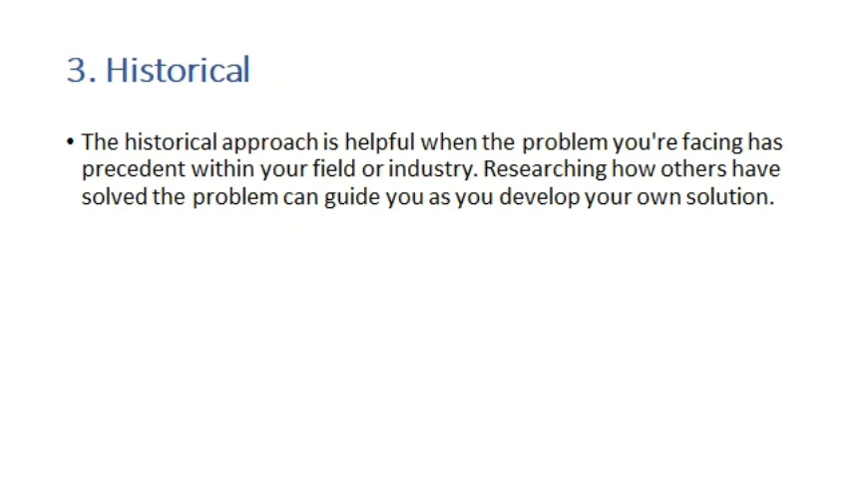 3. Historical
• The historical approach is helpful when the problem you're facing has
precedent within your field or industry. Researching how others have
solved the problem can guide you as you develop your own solution.